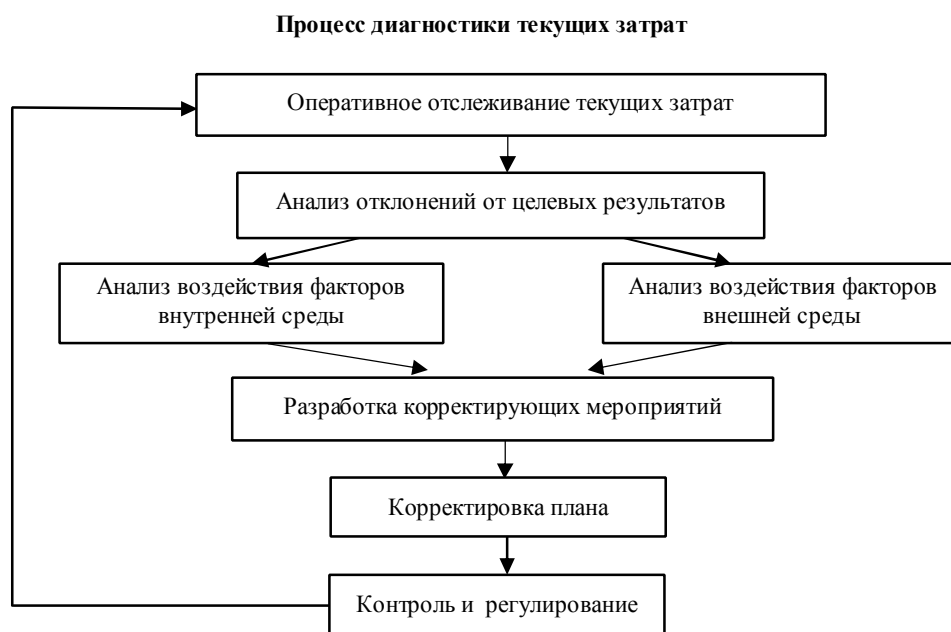 Процесс диагностики текущих затрат
Оперативное отслеживание текущих затрат
Анализ отклонений от целевых результатов
Анализ воздействия факторов
внутренней среды
Анализ воздействия факторов
внешней среды
Разработка корректирующих мероприятий
Корректировка плана
Контроль и регулирование